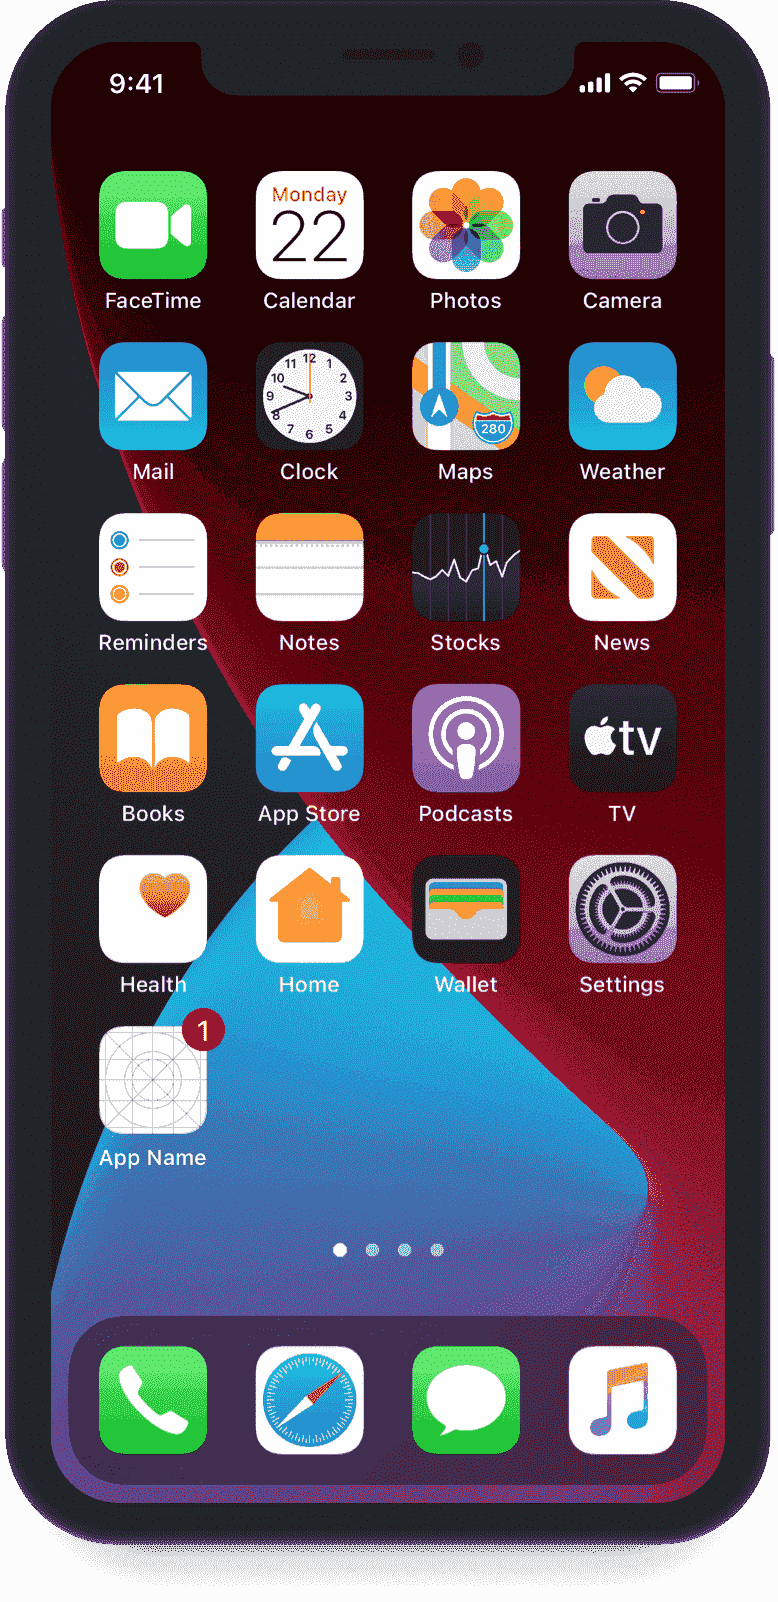 9:41
Monday
22
FaceTime
Calendar
Photos
Camera
12
11 1
10 2
9 3
8 4
7 5
6
280
Mail
Clock
Maps
Weather
Reminders
Notes
Stocks
News
tv
Books
App Store
Podcasts
TV
Health
Home
Wallet
Settings
1
App Name